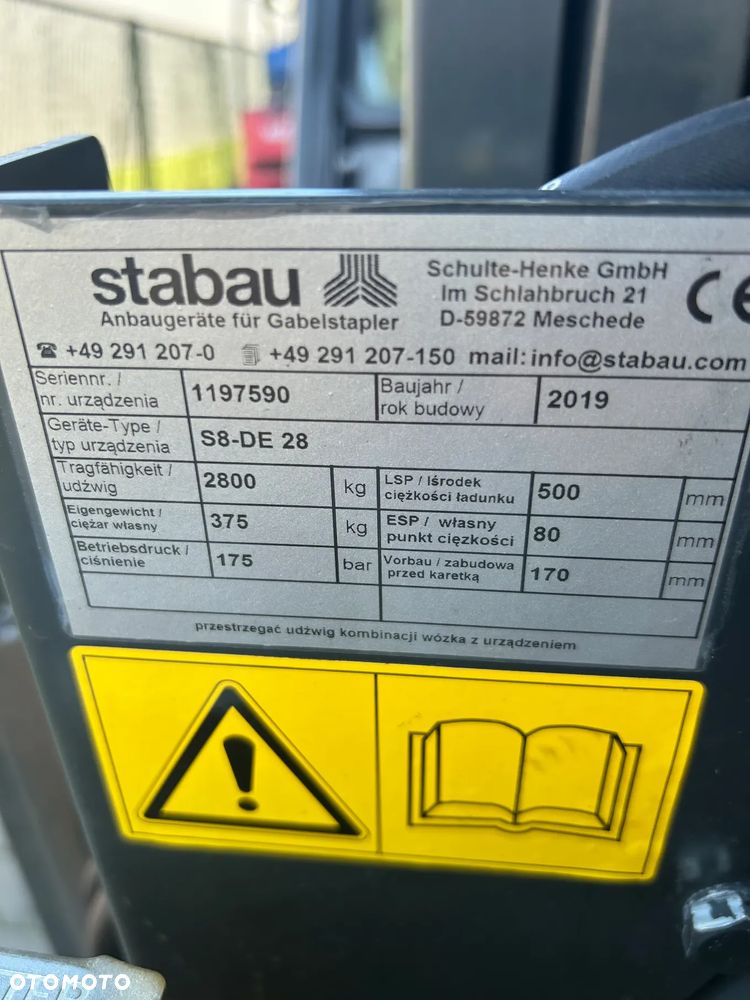 stabau
Anbaugeräte für Gabelstapler
Schulte-Henke GmbH
Im Schlahbruch 21
D-59872 Meschede
CE
+49 291 207-0 +49 291 207-150 mail: info@stabau.com
Seriennr. /
nr. urządzenia
1197590
Baujahr /
rok budowy
2019
Geräte-Type /
typ urządzenia
S8-DE 28
Tragfähigkeit /
udźwig
2800
kg
LSP / lśrodek
ciężkości ładunku
500
mm
Eigengewicht /
ciężar własny
375
kg
ESP / własny
punkt cięzkości
80
mm
Betriebsdruck /
ciśnienie
175
bar
Vorbau / zabudowa
przed karetką
170
mm
przestrzegać udźwig kombinacji wózka z urządzeniem
OTOMOTO